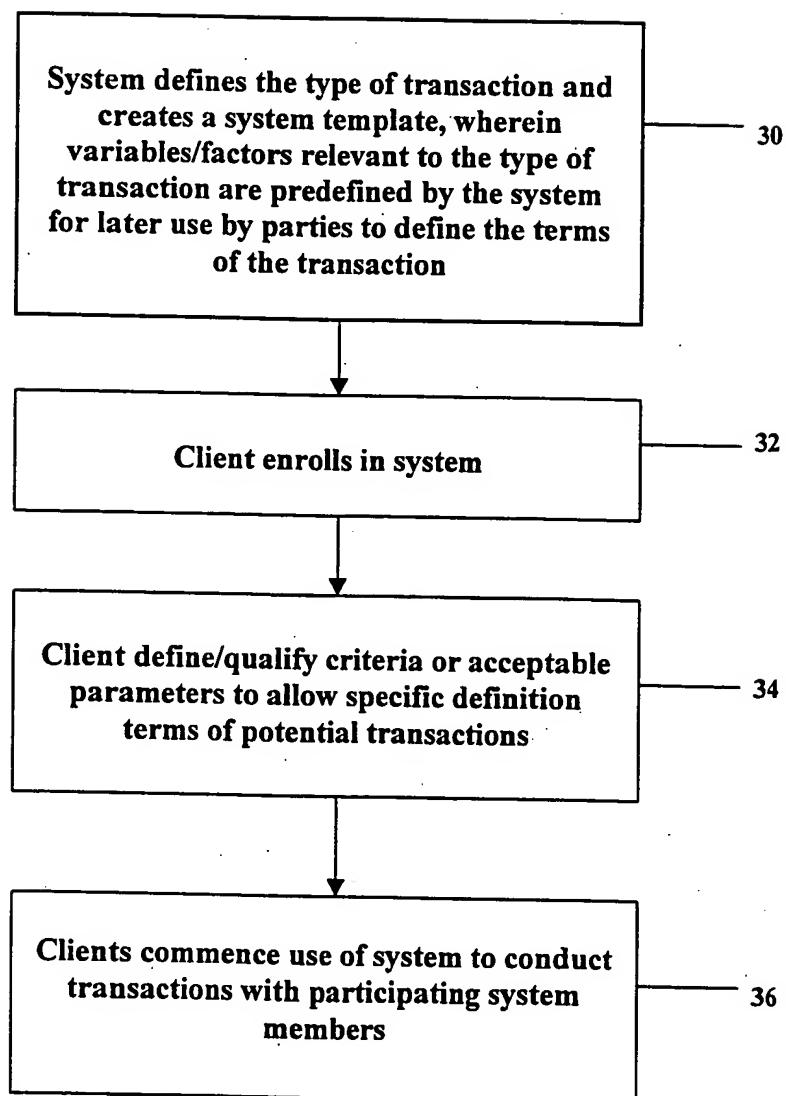 System defines the type of transaction and
creates a system template, wherein
variables/factors relevant to the type of
transaction are predefined by the system
for later use by parties to define the terms
of the transaction
30
Client enrolls in system
32
Client define/qualify criteria or acceptable
parameters to allow specific definition
terms of potential transactions
34
Clients commence use of system to conduct
transactions with participating system
members
36